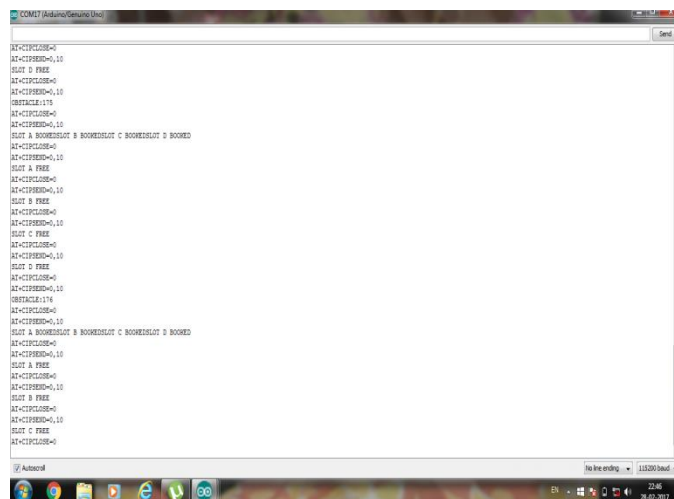 COM17 (Arduino/Genuino Uno)
Send
AT+CIPCLOSE=0
AT+CIPSEND=0,10
SLOT D FREE
AT+CIPCLOSE=0
AT+CIPSEND=0,10
OBSTACLE:175
AT+CIPCLOSE=0
AT+CIPSEND=0,10
SLOT A BOOKEDSLOT B BOOKEDSLOT C BOOKEDSLOT D BOOKED
AT+CIPCLOSE=0
AT+CIPSEND=0,10
SLOT A FREE
AT+CIPCLOSE=0
AT+CIPSEND=0,10
SLOT B FREE
AT+CIPCLOSE=0
AT+CIPSEND=0,10
SLOT C FREE
AT+CIPCLOSE=0
AT+CIPSEND=0,10
SLOT D FREE
AT+CIPCLOSE=0
AT+CIPSEND=0,10
OBSTACLE:176
AT+CIPCLOSE=0
AT+CIPSEND=0,10
SLOT A BOOKEDSLOT B BOOKEDSLOT C BOOKEDSLOT D BOOKED
AT+CIPCLOSE=0
AT+CIPSEND=0,10
SLOT A FREE
AT+CIPCLOSE=0
AT+CIPSEND=0,10
SLOT B FREE
AT+CIPCLOSE=0
AT+CIPSEND=0,10
SLOT C FREE
AT+CIPCLOSE=0
Autoscroll
No line ending
115200 baud
EN
22:46
28-02-2017